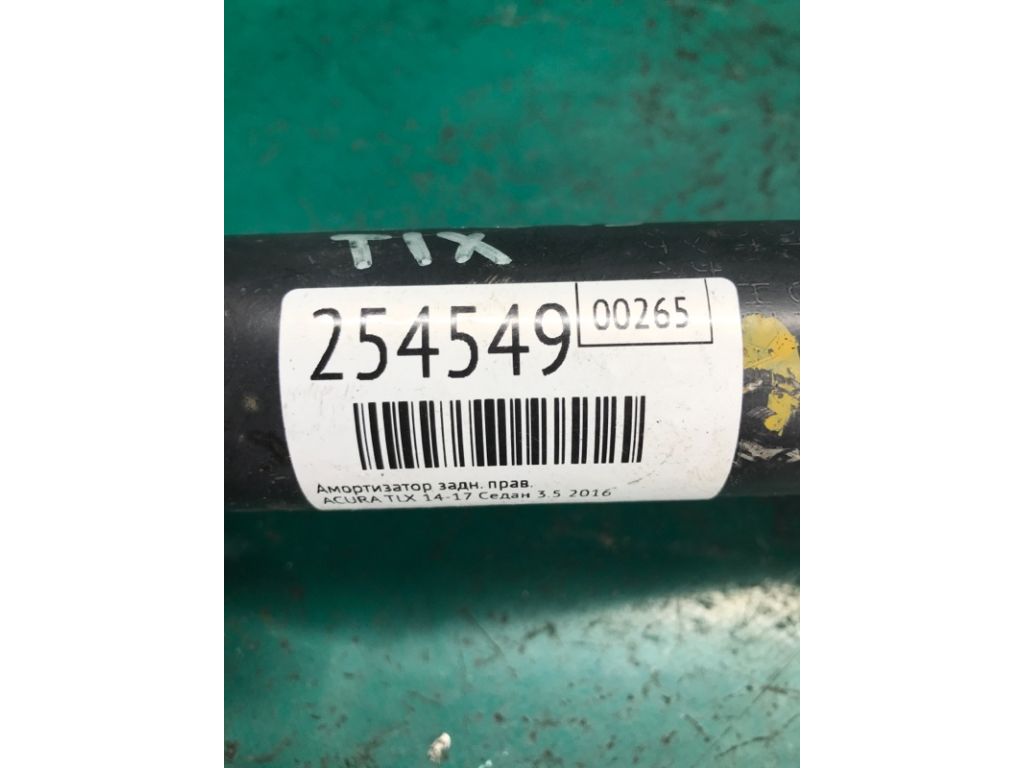 TIX
254549
00265
Амортизатор задн. прав.
ACURA TLX 14-17 Седан 3.5 2016